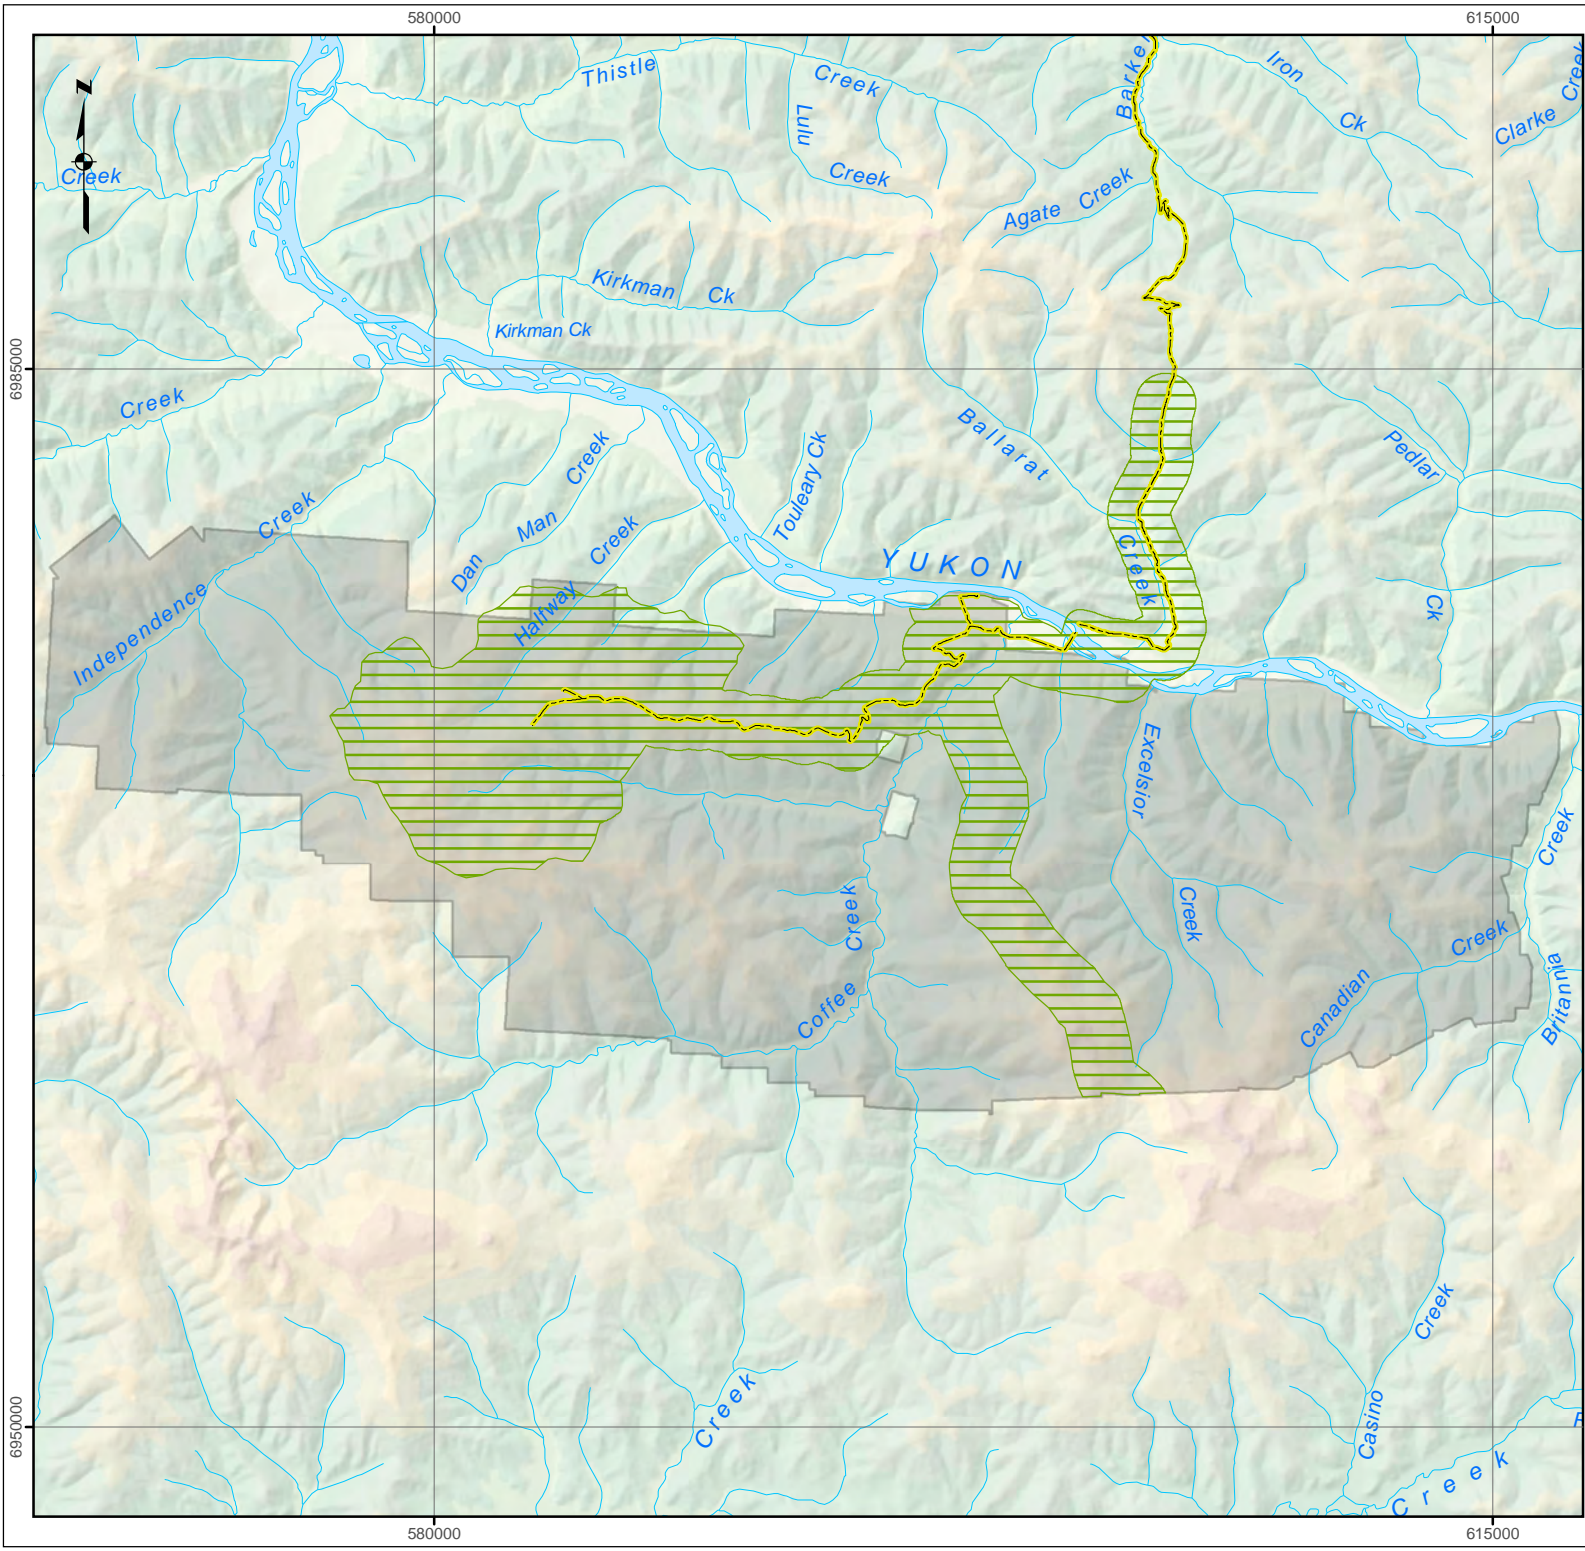 580000
615000
Thistle
Creek
Barker
Iron
Ck
Clarke Creek
N
Lulu
Creek
Creek
Agate Creek
Kirkman Ck
Kirkman Ck
6985000
Creek
Ballarat
Creek
Pedlar
Ck
Touleary Ck
Dan Man Creek
Halfway Creek
Independence Creek
YUKON
Excelsior
Creek
Creek
Britannia
Canadian Creek
Coffee Creek
Creek
Casino Creek
Creek
6950000
580000
615000